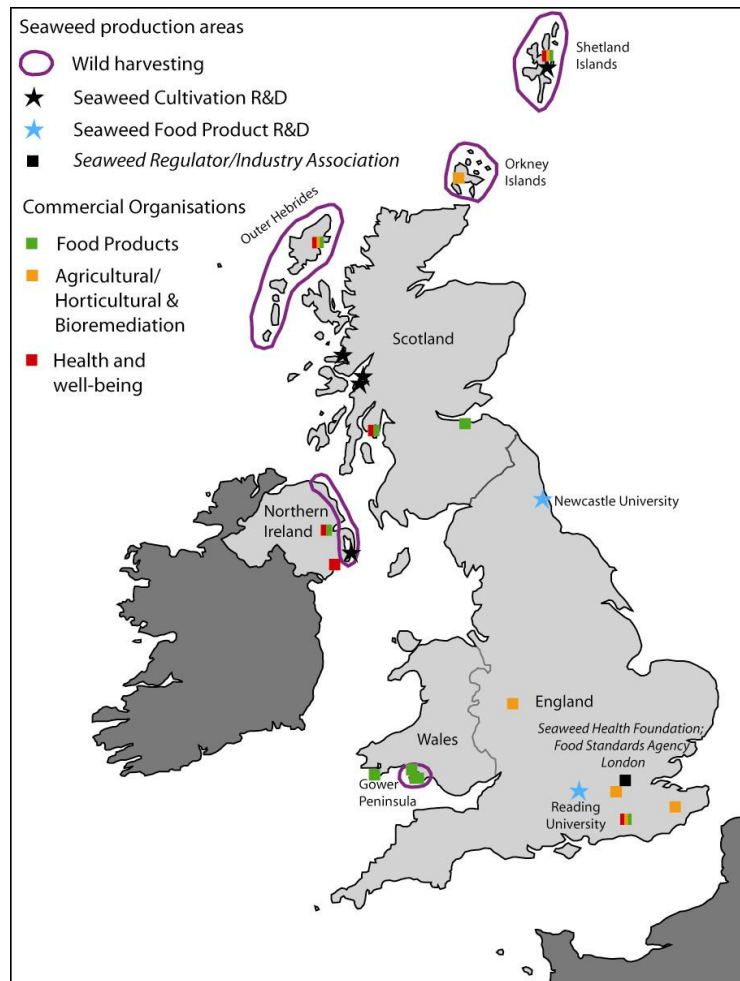 Seaweed production areas
Wild harvesting
Seaweed Cultivation R&D
Seaweed Food Product R&D
Seaweed Regulator/Industry Association
Commercial Organisations
Food Products
Agricultural/
Horticultural &
Bioremediation
Health and
well-being
Shetland
Islands
Orkney
Islands
Outer Hebrides
Scotland
Newcastle University
Northern
Ireland
England
Seaweed Health Foundation;
Food Standards Agency
London
Wales
Gower
Peninsula
Reading
University